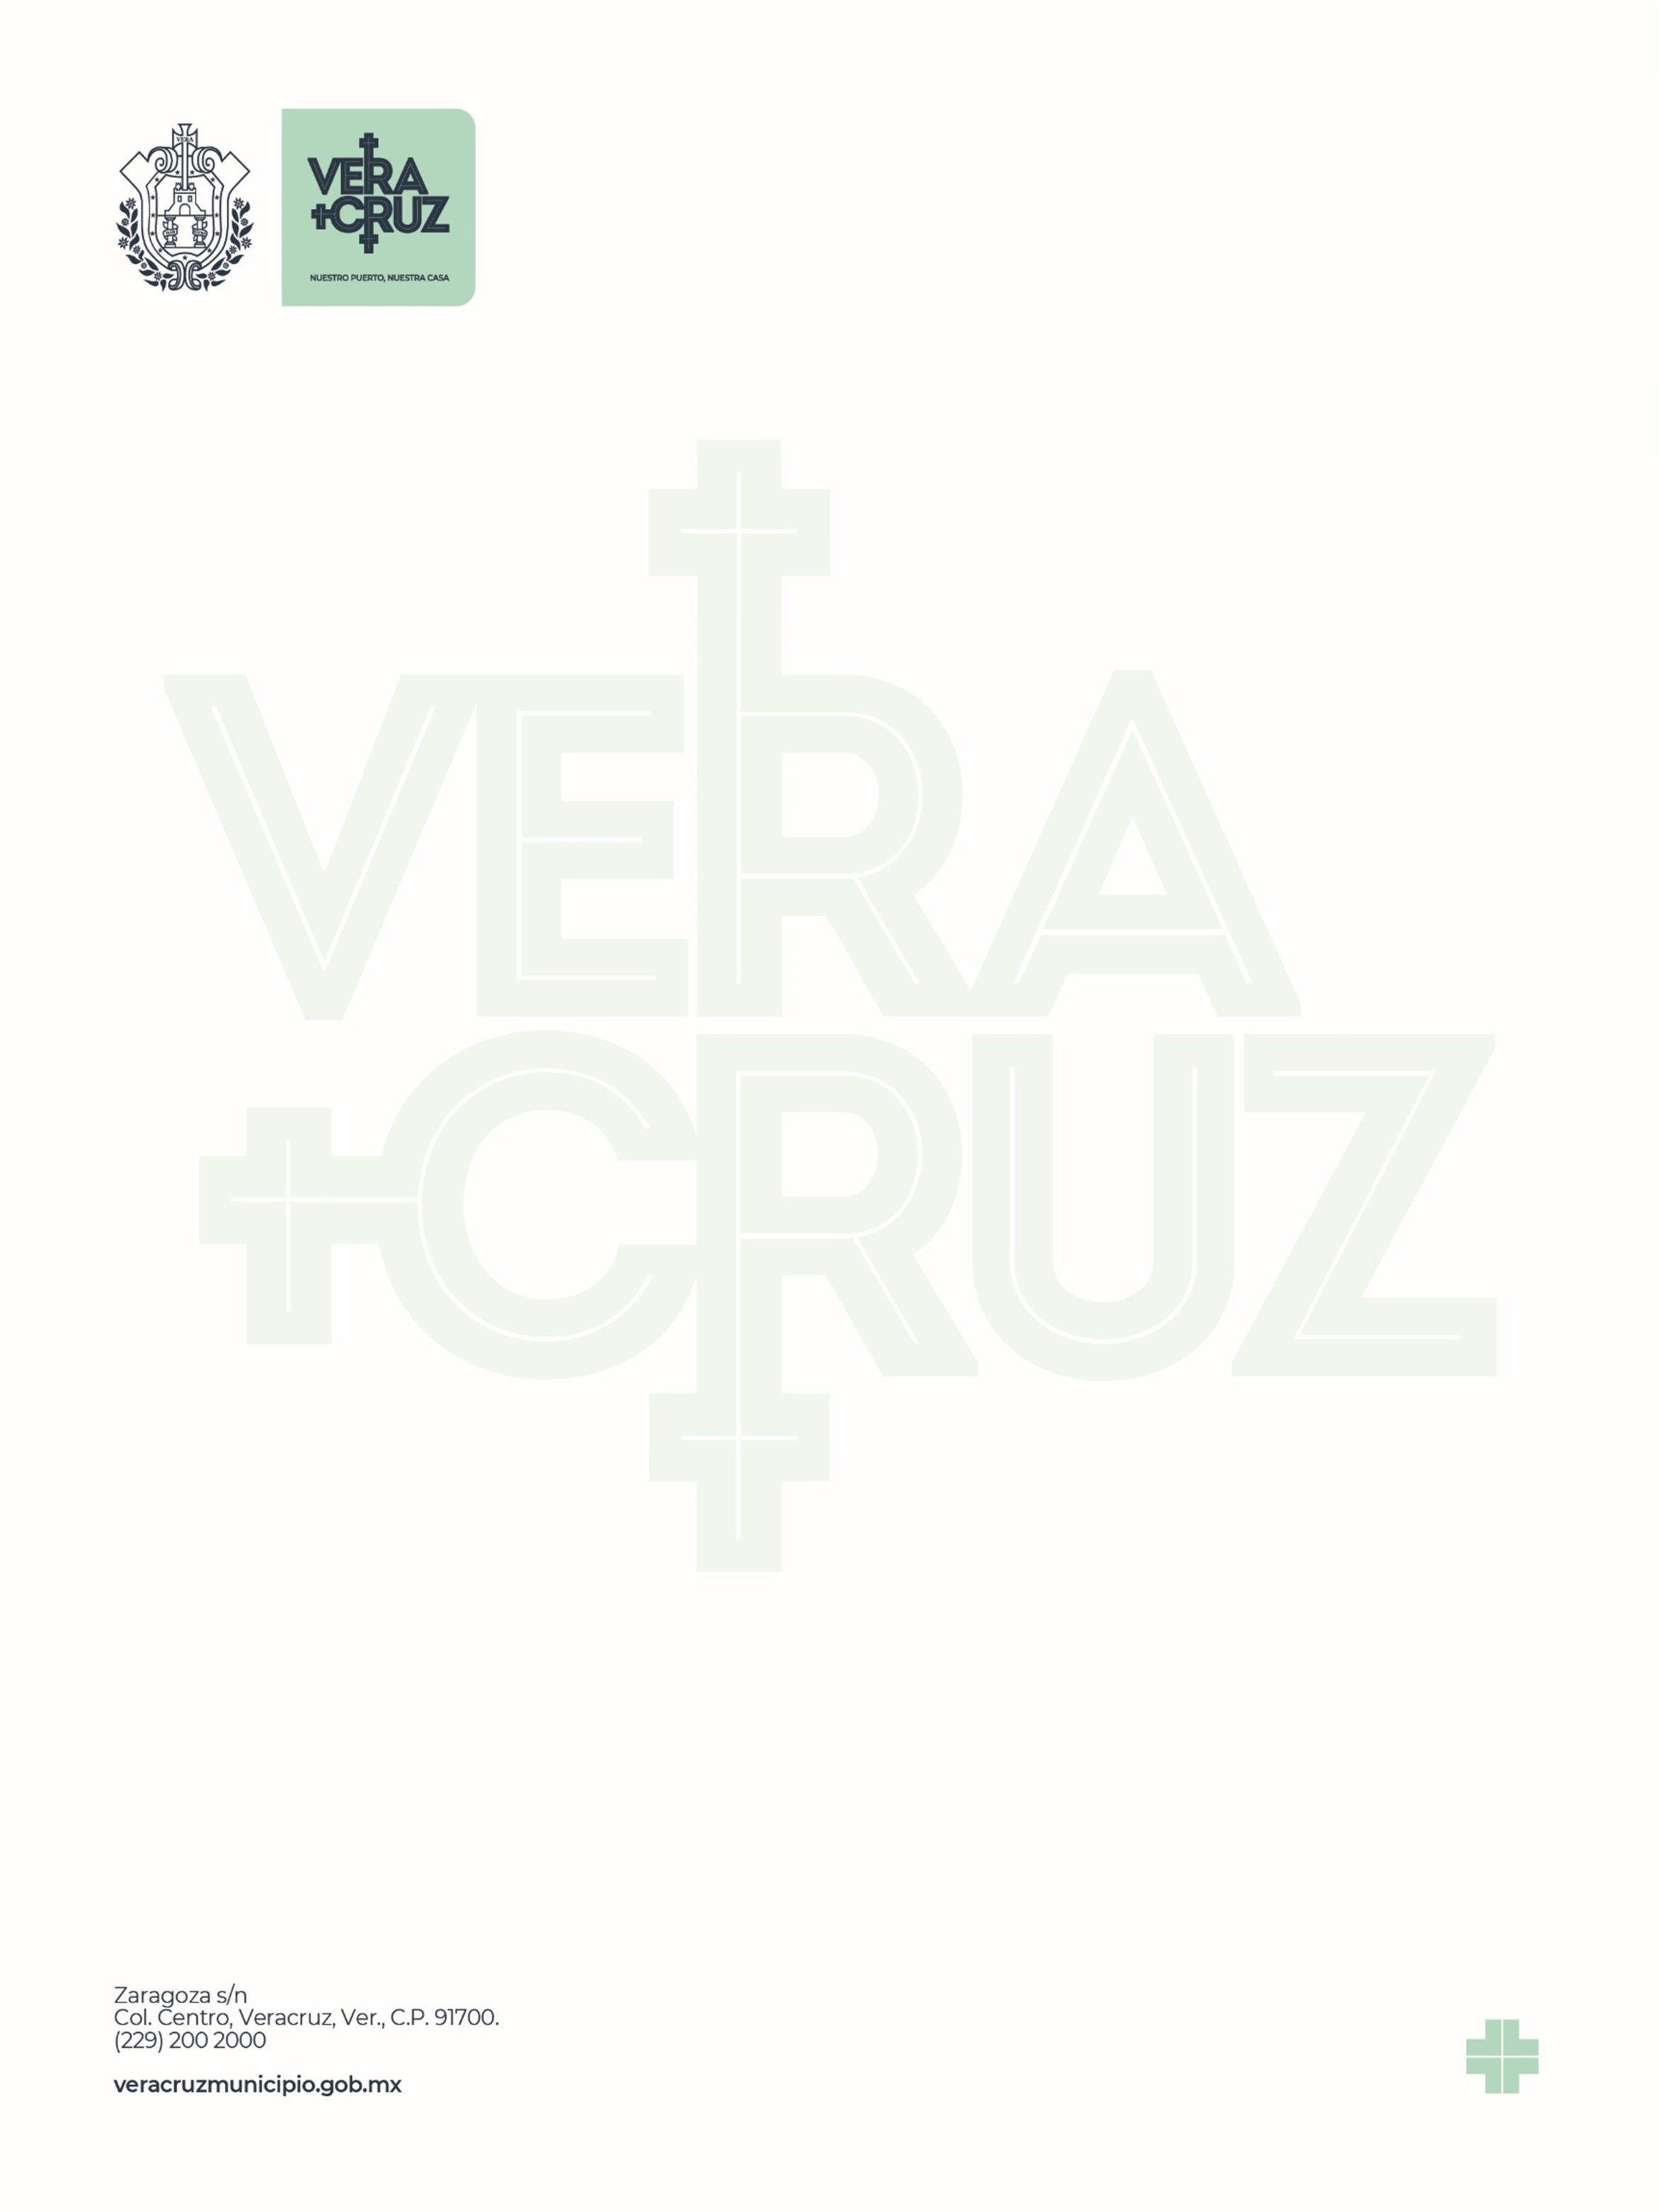 VERA
VERA
+CRUZ
NUESTRO PUERTO, NUESTRA CASA
VERA
+CRUZ
Zaragoza s/n
Col. Centro, Veracruz, Ver., C.P. 91700.
(229) 200 2000
veracruzmunicipio.gob.mx